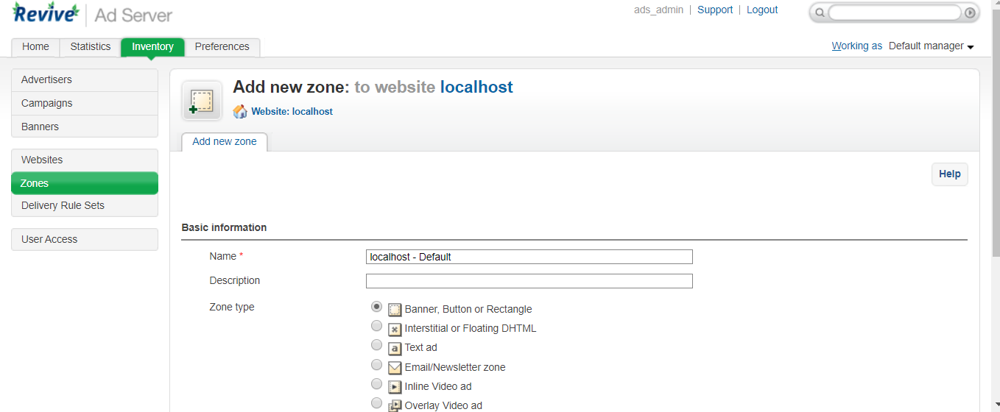 Revive Ad Server
ads_admin | Support | Logout
Home Statistics Inventory Preferences
Working as Default manager
Advertisers
Campaigns
Banners
Websites
Zones
Delivery Rule Sets
User Access
Add new zone: to website localhost
Website: localhost
Add new zone
Help
Basic information
Name * localhost - Default
Description
Zone type
Banner, Button or Rectangle
Interstitial or Floating DHTML
a Text ad
Email/Newsletter zone
Inline Video ad
Overlay Video ad